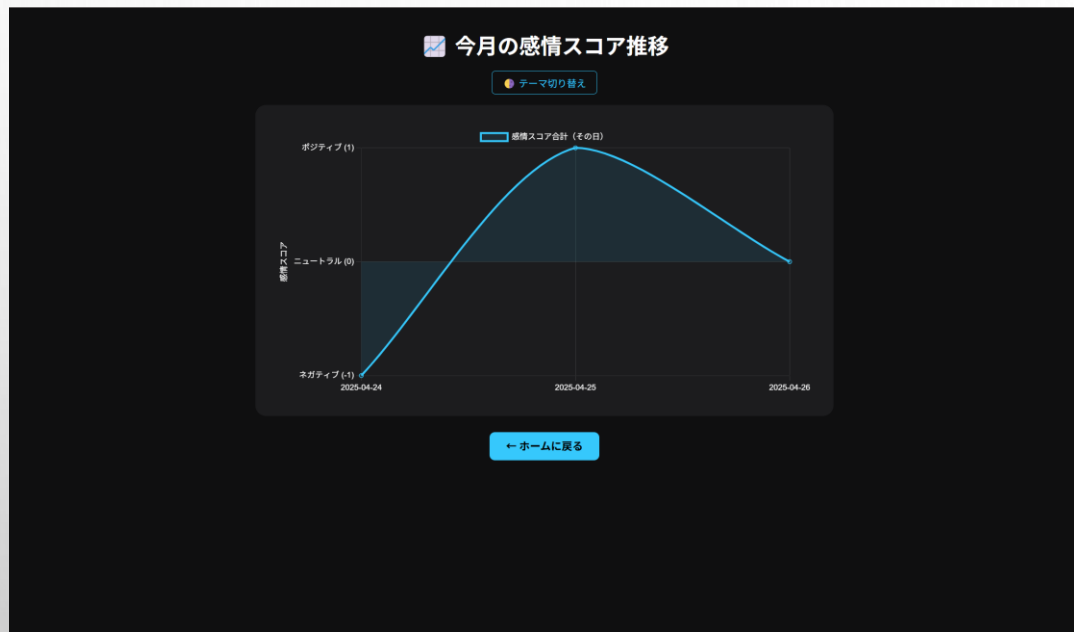 📈 今月の感情スコア推移
🌗 テーマ切り替え
感情スコア合計（その日）
ポジティブ (1)
感情スコア
ニュートラル (0)
ネガティブ (-1)
2025-04-24
2025-04-25
2025-04-26
← ホームに戻る